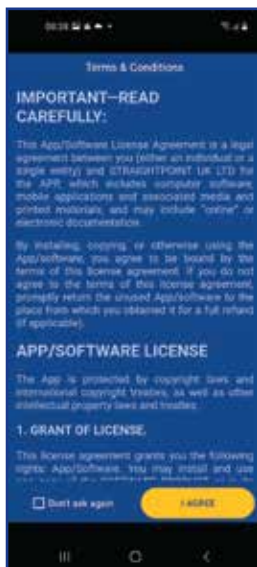 Terms & Conditions
IMPORTANT—READ
CAREFULLY:
This App/Software License Agreement is a legal
agreement between you (either an individual or a
single entity) and STRAIGHTPOINT UK LTD for
the APP, which includes computer software,
mobile applications and associated media and
printed materials, and may include "online" or
electronic documentation.
By installing, copying, or otherwise using the
App/software, you agree to be bound by the
terms of this license agreement. If you do not
agree to the terms of this license agreement,
promptly return the unused App/software to the
place from which you obtained it for a full refund
(if applicable).
APP/SOFTWARE LICENSE
The App is protected by copyright laws and
international copyright treaties, as well as other
intellectual property laws and treaties.
1. GRANT OF LICENSE.
This license agreement grants you the following
rights: App/Software. You may install and use
Don't ask again
I AGREE